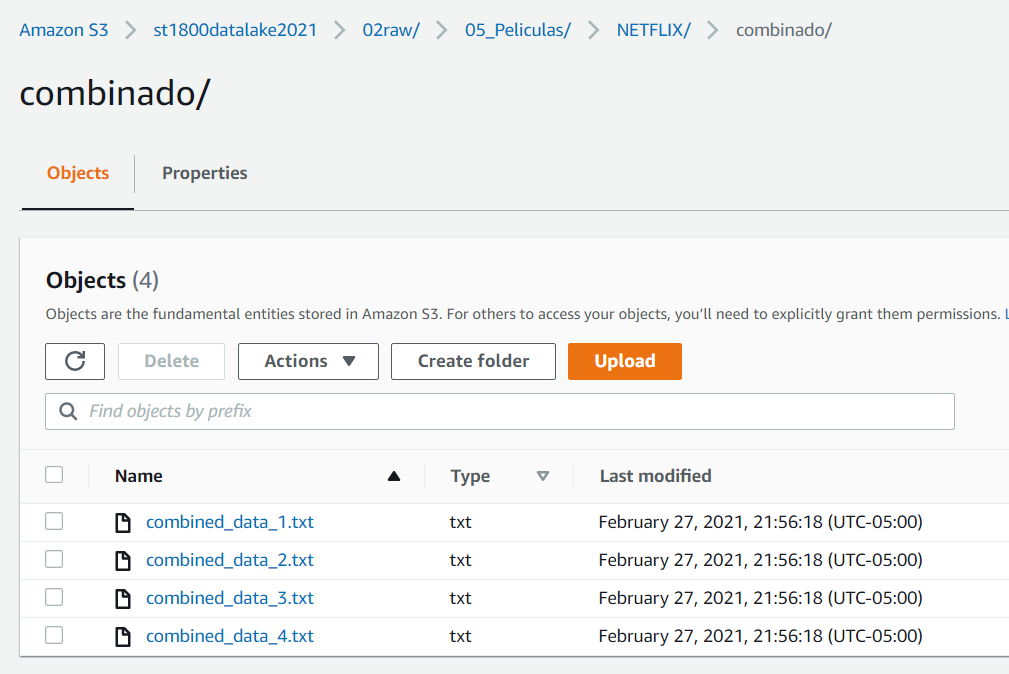 Amazon S3 > st1800datalake2021 > 02raw/ > 05_Peliculas/ > NETFLIX/ > combinado/
combinado/
Objects Properties
Objects (4)
Objects are the fundamental entities stored in Amazon S3. For others to access your objects, you'll need to explicitly grant them permissions.
Delete Actions Create folder Upload
Find objects by prefix
Name Type Last modified
combined_data_1.txt txt February 27, 2021, 21:56:18 (UTC-05:00)
combined_data_2.txt txt February 27, 2021, 21:56:18 (UTC-05:00)
combined_data_3.txt txt February 27, 2021, 21:56:18 (UTC-05:00)
combined_data_4.txt txt February 27, 2021, 21:56:18 (UTC-05:00)